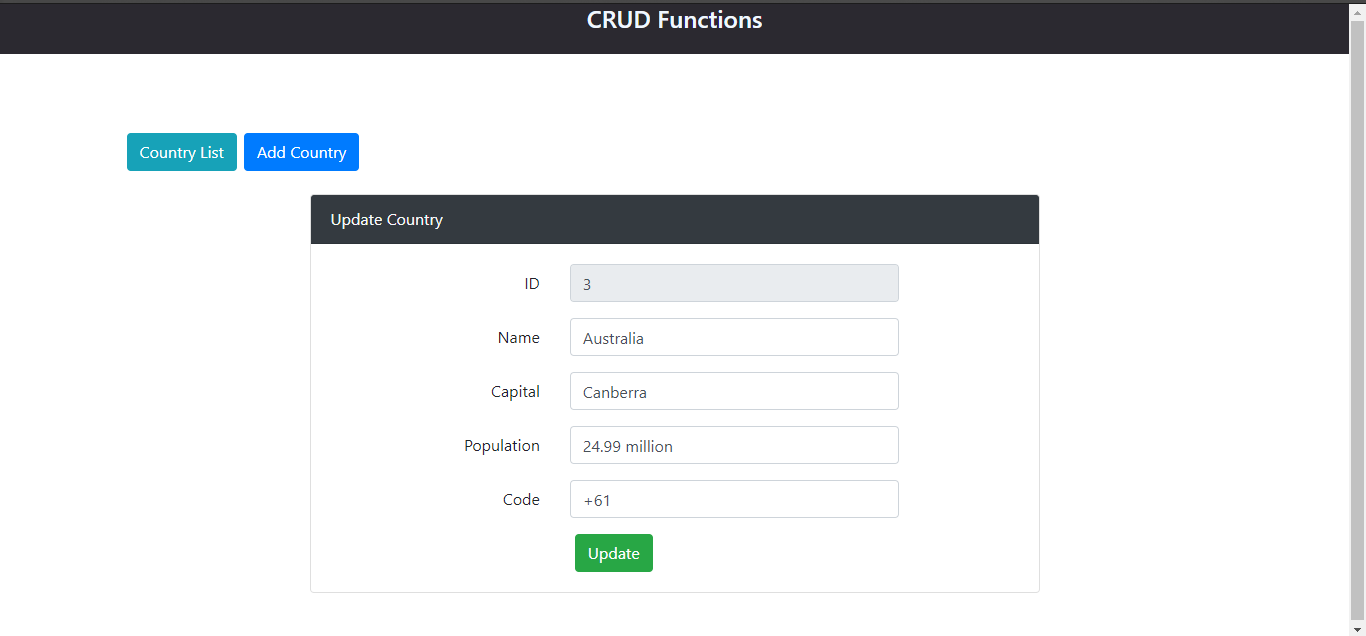 CRUD Functions
Country List Add Country
Update Country
ID 3
Name Australia
Capital Canberra
Population 24.99 million
Code +61
Update